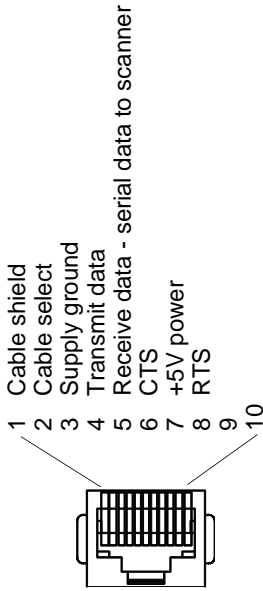 1 Cable shield
2 Cable select
3 Supply ground
4 Transmit data
5 Receive data - serial data to scanner
6 CTS
7 +5V power
8 RTS
9
10